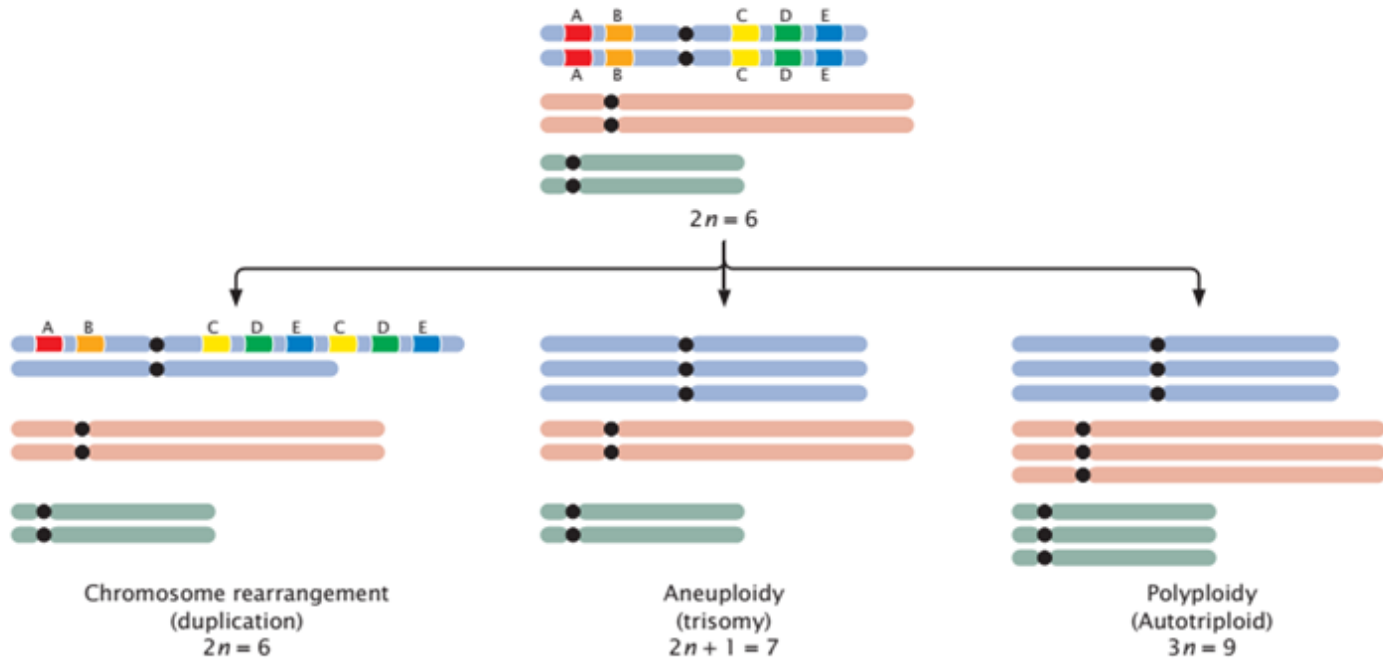 A B C D E
A B C D E
2n = 6
A B C D E C D E
Chromosome rearrangement
(duplication)
2n = 6
Aneuploidy
(trisomy)
2n + 1 = 7
Polyploidy
(Autotriploid)
3n = 9